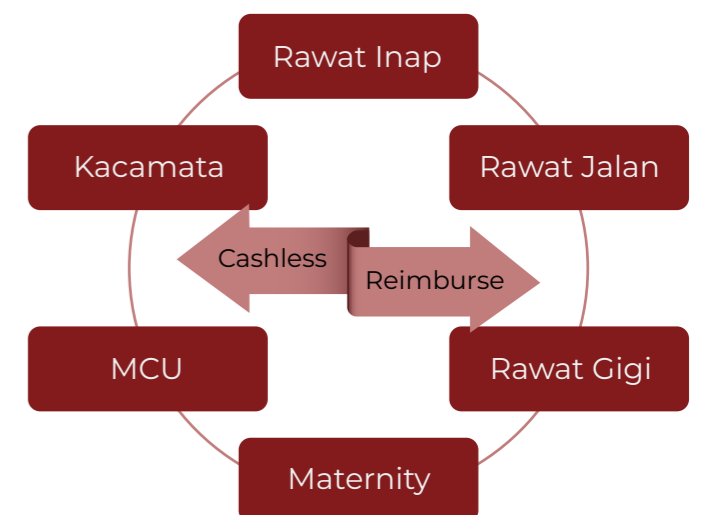 Rawat Inap
Kacamata
Rawat Jalan
Cashless
Reimburse
MCU
Rawat Gigi
Maternity